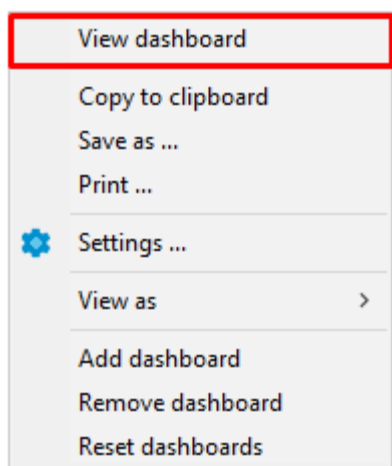 View dashboard
Copy to clipboard
Save as ...
Print ...
Settings ...
View as
Add dashboard
Remove dashboard
Reset dashboards